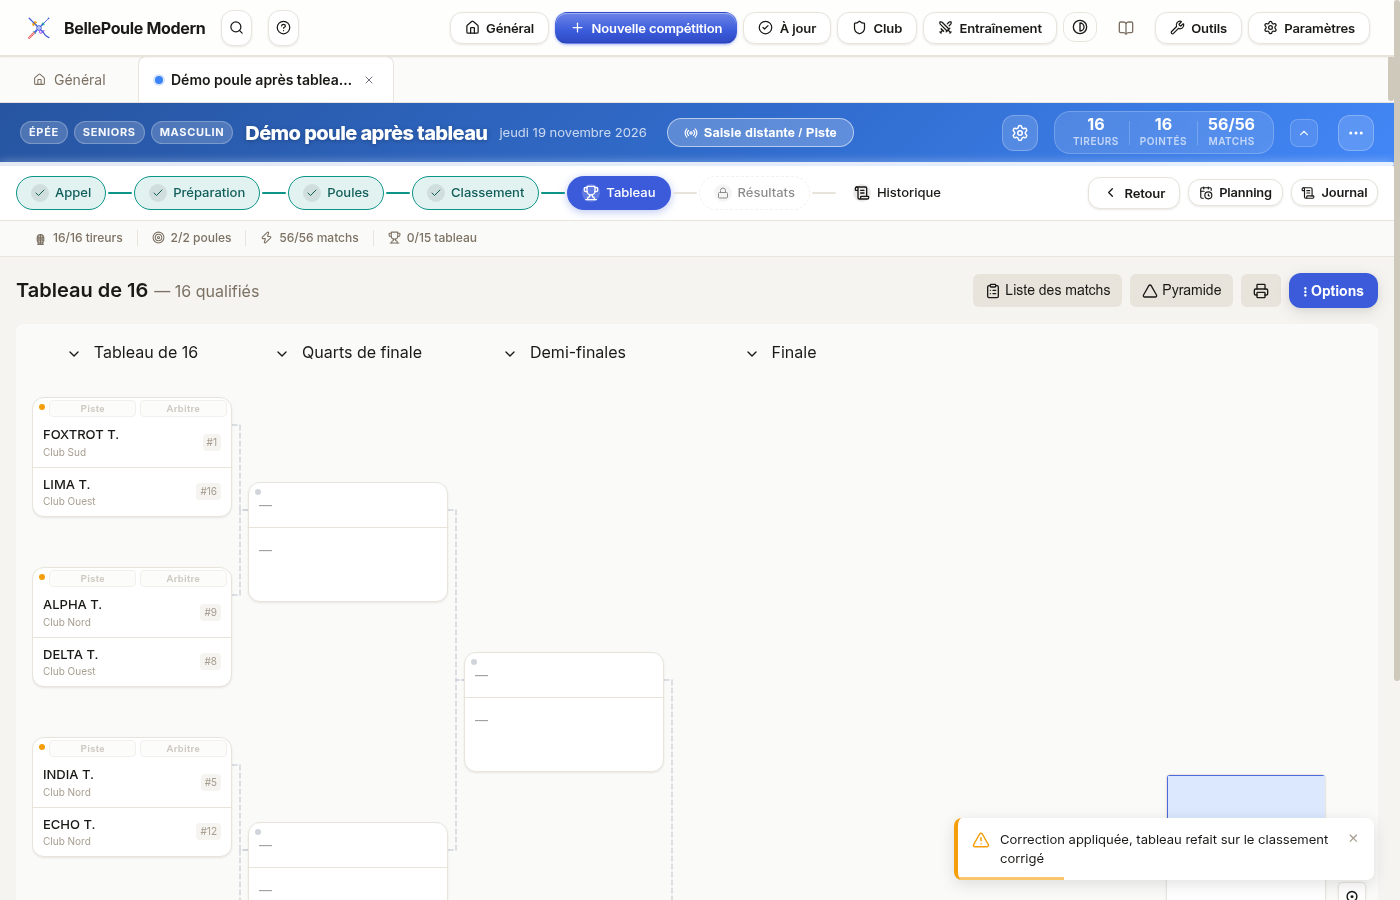 BellePoule Modern
Général
Nouvelle compétition
À jour
Club
Entraînement
Outils
Paramètres
Général
Démo poule après tablea...
ÉPÉE
SENIORS
MASCULIN
Démo poule après tableau
jeudi 19 novembre 2026
Saisie distante / Piste
16
TIREURS
16
POINTÉS
56/56
MATCHS
Appel
Préparation
Poules
Classement
Tableau
Résultats
Historique
Retour
Planning
Journal
16/16 tireurs
2/2 poules
56/56 matchs
0/15 tableau
Tableau de 16 — 16 qualifiés
Liste des matchs
Pyramide
Options
Tableau de 16
Quarts de finale
Demi-finales
Finale
Piste
Arbitre
FOXTROT T.
Club Sud
#1
LIMA T.
Club Ouest
#16
—
—
Piste
Arbitre
ALPHA T.
Club Nord
#9
DELTA T.
Club Ouest
#8
—
—
Piste
Arbitre
INDIA T.
Club Nord
#5
ECHO T.
Club Nord
#12
—
—
Correction appliquée, tableau refait sur le classement
corrigé